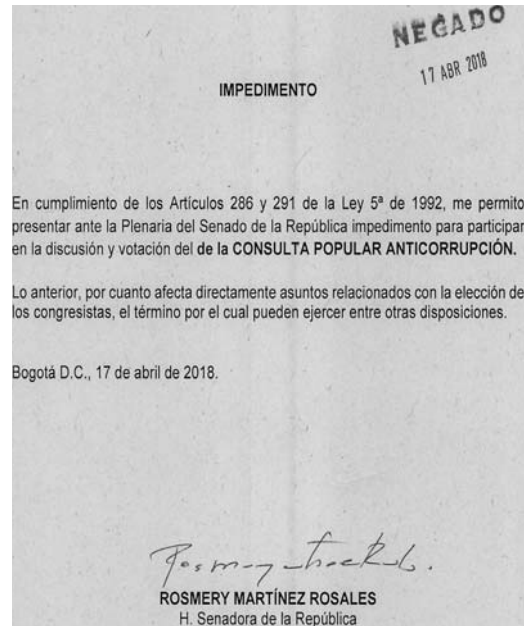 NEGADO
17 ABR 2018
IMPEDIMENTO
En cumplimiento de los Artículos 286 y 291 de la Ley 5ª de 1992, me permito
presentar ante la Plenaria del Senado de la República impedimento para participar
en la discusión y votación del de la CONSULTA POPULAR ANTICORRUPCIÓN.
Lo anterior, por cuanto afecta directamente asuntos relacionados con la elección de
los congresistas, el término por el cual pueden ejercer entre otras disposiciones.
Bogotá D.C., 17 de abril de 2018.
ROSMERY MARTÍNEZ ROSALES
H. Senadora de la República